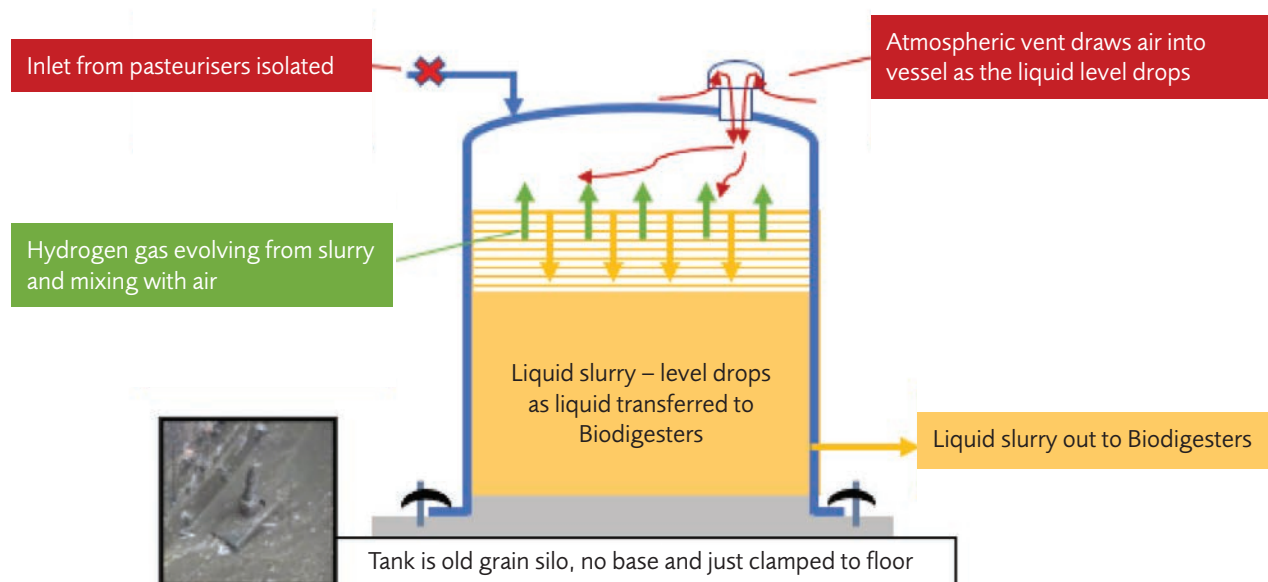 Inlet from pasteurisers isolated
Atmospheric vent draws air into
vessel as the liquid level drops
Hydrogen gas evolving from slurry
and mixing with air
Liquid slurry – level drops
as liquid transferred to
Biodigesters
Liquid slurry out to Biodigesters
Tank is old grain silo, no base and just clamped to floor